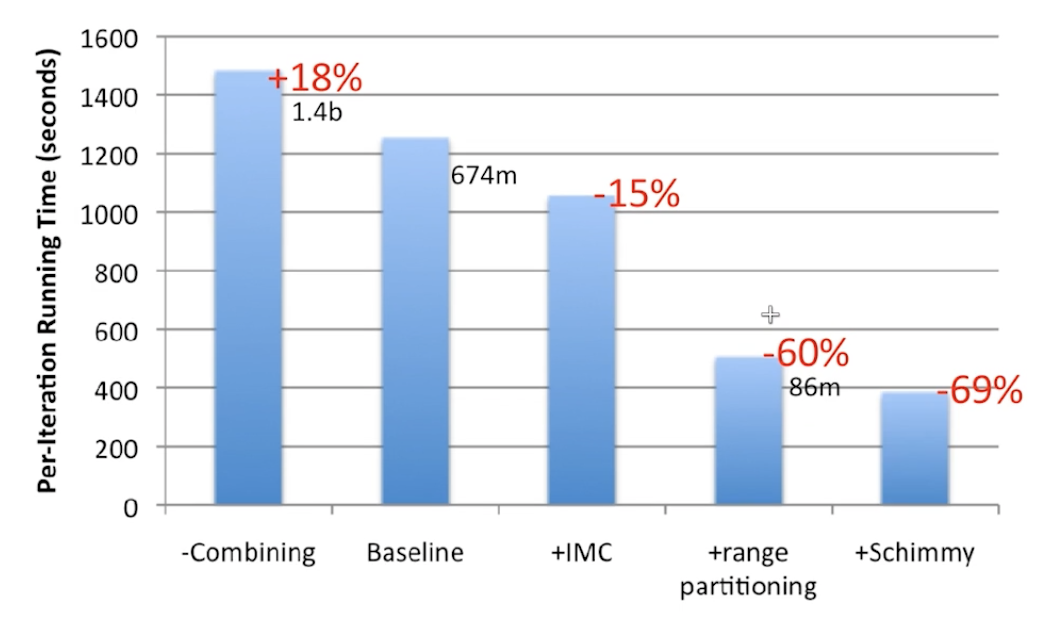 Per-Iteration Running Time (seconds)
1600
1400
1200
1000
800
600
400
200
0
+18%
1.4b
674m
-15%
-60%
86m
-69%
-Combining
Baseline
+IMC
+range
partitioning
+Schimmy